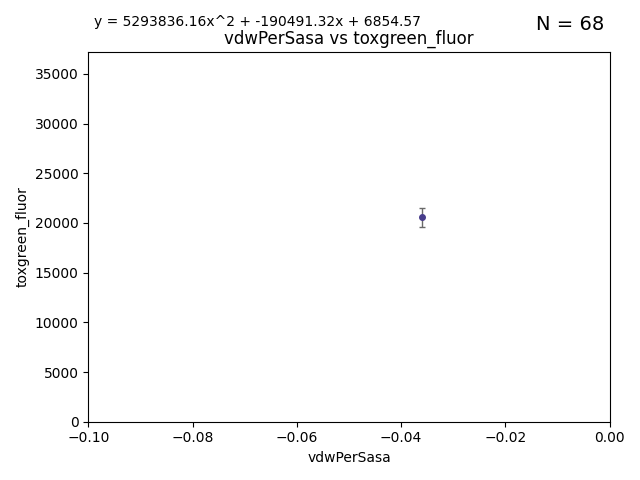 y = 5293836.16x^2 + -190491.32x + 6854.57
N = 68
vdwPerSasa vs toxgreen_fluor
35000
30000
25000
20000
15000
10000
5000
0
toxgreen_fluor
−0.10 −0.08 −0.06 −0.04 −0.02 0.00
vdwPerSasa